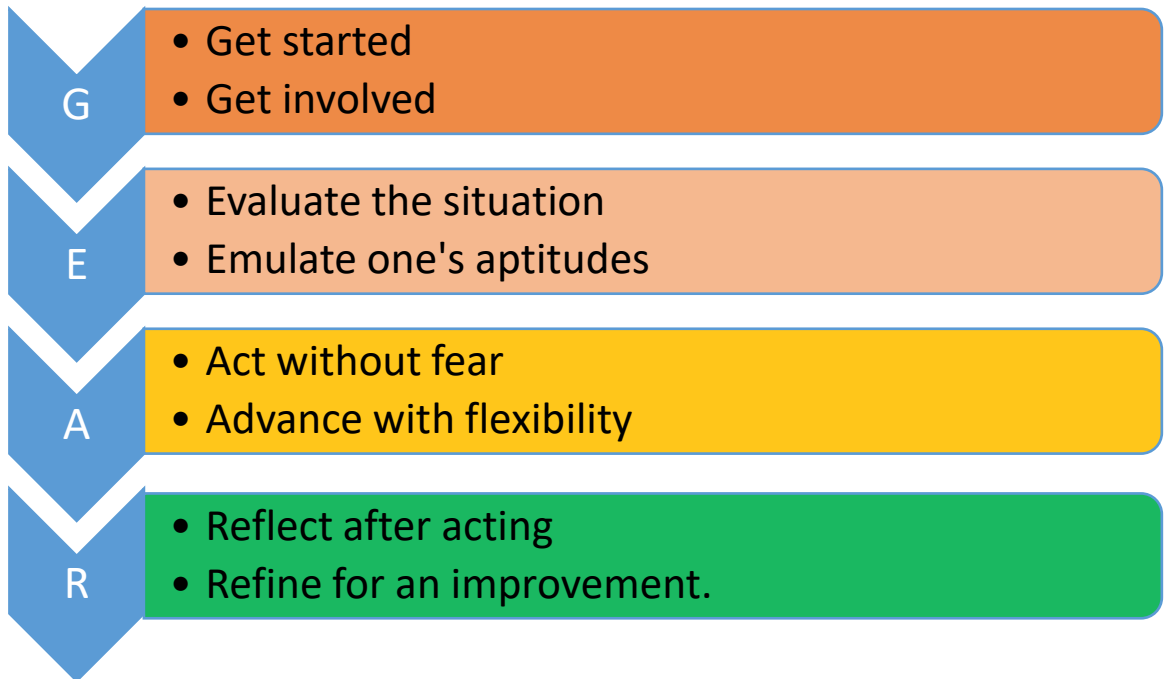 G
• Get started
• Get involved
E
• Evaluate the situation
• Emulate one's aptitudes
A
• Act without fear
• Advance with flexibility
R
• Reflect after acting
• Refine for an improvement.